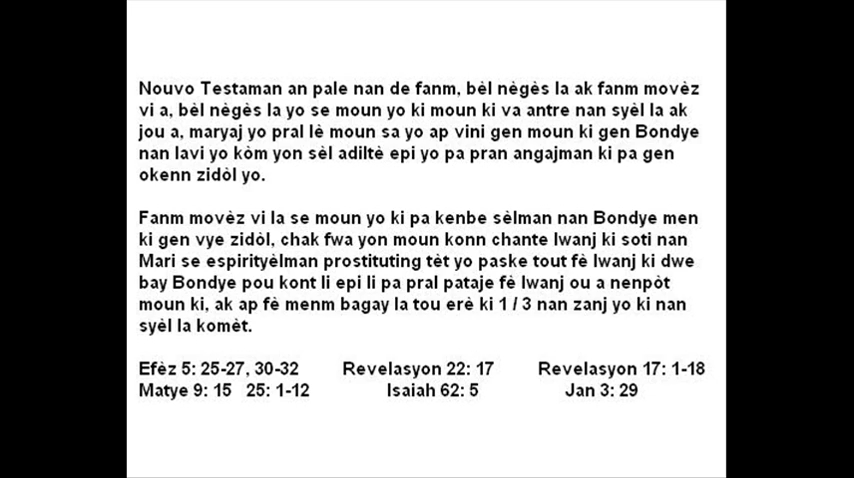 Nouvo Testaman an pale nan de fanm, bèl nègès la ak fanm movèz
vi a, bèl nègès la yo se moun yo ki moun ki va antre nan syèl la ak
jou a, maryaj yo pral lè moun sa yo ap vini gen moun ki gen Bondye
nan lavi yo kòm yon sèl adiltè epi yo pa pran angajman ki pa gen
okenn zidòl yo.
Fanm movèz vi la se moun yo ki pa kenbe sèlman nan Bondye men
ki gen vye zidòl, chak fwa yon moun konn chante lwanj ki soti nan
Mari se espirityèlman prostituting tèt yo paske tout fè lwanj ki dwe
bay Bondye pou kont li epi li pa pral pataje fè lwanj ou a nenpòt
moun ki, ak ap fè menm bagay la tou erè ki 1 / 3 nan zanj yo ki nan
syèl la komèt.
Efèz 5: 25-27, 30-32 Revelasyon 22: 17 Revelasyon 17: 1-18
Matye 9: 15 25: 1-12 Isaiah 62: 5 Jan 3: 29